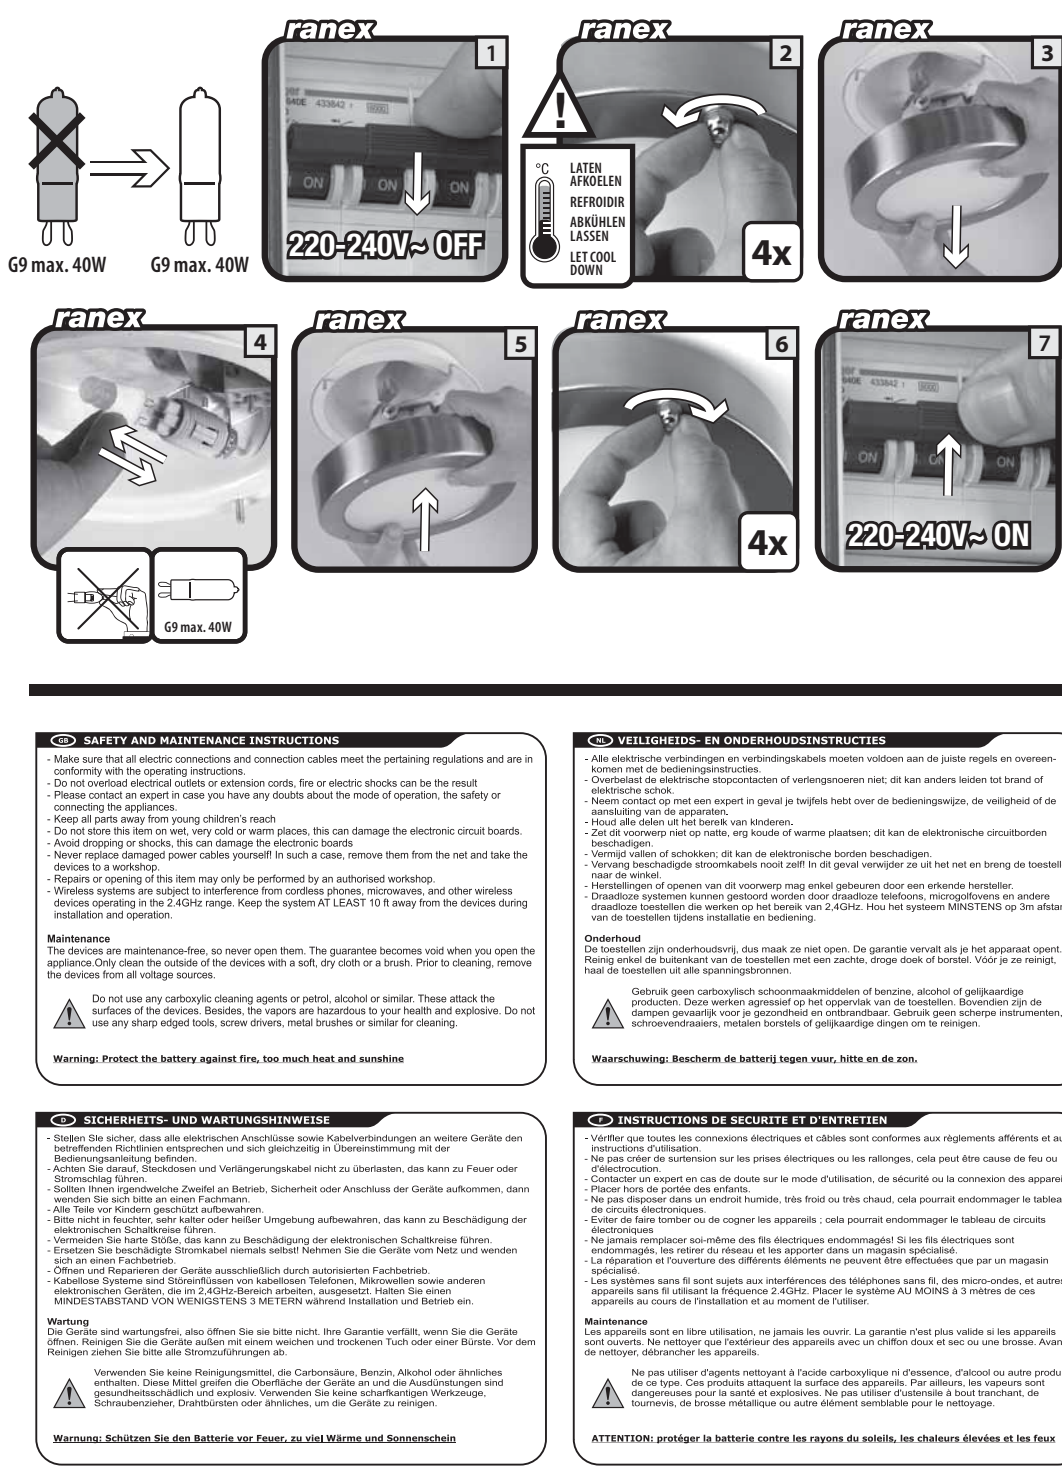 ranex
1
640E 433842
6000
ON
ON
ON
220-240V~ OFF
ranex
2
°C
LATEN
AFKOELEN
REFROIDIR
ABKÜHLEN
LASSEN
LET COOL
DOWN
4x
ranex
3
G9 max. 40W
G9 max. 40W
ranex
4
G9 max. 40W
ranex
5
ranex
6
4x
ranex
7
640E 433842
6000
ON
ON
220-240V~ ON
GB SAFETY AND MAINTENANCE INSTRUCTIONS
- Make sure that all electric connections and connection cables meet the pertaining regulations and are in
conformity with the operating instructions.
- Do not overload electrical outlets or extension cords, fire or electric shocks can be the result
- Please contact an expert in case you have any doubts about the mode of operation, the safety or
connecting the appliances.
- Keep all parts away from young children's reach
- Do not store this item on wet, very cold or warm places, this can damage the electronic circuit boards.
- Avoid dropping or shocks, this can damage the electronic boards
- Never replace damaged power cables yourself! In such a case, remove them from the net and take the
devices to a workshop.
- Repairs or opening of this item may only be performed by an authorised workshop.
- Wireless systems are subject to interference from cordless phones, microwaves, and other wireless
devices operating in the 2.4GHz range. Keep the system AT LEAST 10 ft away from the devices during
installation and operation.
Maintenance
The devices are maintenance-free, so never open them. The guarantee becomes void when you open the
appliance.Only clean the outside of the devices with a soft, dry cloth or a brush. Prior to cleaning, remove
the devices from all voltage sources.
Do not use any carboxylic cleaning agents or petrol, alcohol or similar. These attack the
surfaces of the devices. Besides, the vapors are hazardous to your health and explosive. Do not
use any sharp edged tools, screw drivers, metal brushes or similar for cleaning.
Warning: Protect the battery against fire, too much heat and sunshine
NL VEILIGHEIDS- EN ONDERHOUDSINSTRUCTIES
- Alle elektrische verbindingen en verbindingskabels moeten voldoen aan de juiste regels en overeen-
komen met de bedieningsinstructies.
- Overbelast de elektrische stopcontacten of verlengsnoeren niet; dit kan anders leiden tot brand of
elektrische schok.
- Neem contact op met een expert in geval je twijfels hebt over de bedieningswijze, de veiligheid of de
aansluiting van de apparaten.
- Houd alle delen uit het bereik van kinderen.
- Zet dit voorwerp niet op natte, erg koude of warme plaatsen; dit kan de elektronische circuitborden
beschadigen.
- Vermijd vallen of schokken; dit kan de elektronische borden beschadigen.
- Vervang beschadigde stroomkabels nooit zelf! In dit geval verwijder ze uit het net en breng de toestell
naar de winkel.
- Herstellingen of openen van dit voorwerp mag enkel gebeuren door een erkende hersteller.
- Draadloze systemen kunnen gestoord worden door draadloze telefoons, microgolfovens en andere
draadloze toestellen die werken op het bereik van 2,4GHz. Hou het systeem MINSTENS op 3m afstan
van de toestellen tijdens installatie en bediening.
Onderhoud
De toestellen zijn onderhoudsvrij, dus maak ze niet open. De garantie vervalt als je het apparaat opent.
Reinig enkel de buitenkant van de toestellen met een zachte, droge doek of borstel. Vóór je ze reinigt,
haal de toestellen uit alle spanningsbronnen.
Gebruik geen carboxylisch schoonmaakmiddelen of benzine, alcohol of gelijkaardige
producten. Deze werken agressief op het oppervlak van de toestellen. Bovendien zijn de
dampen gevaarlijk voor je gezondheid en ontbrandbaar. Gebruik geen scherpe instrumenten,
schroevendraaiers, metalen borstels of gelijkaardige dingen om te reinigen.
Waarschuwing: Bescherm de batterij tegen vuur, hitte en de zon.
D SICHERHEITS- UND WARTUNGSHINWEISE
- Stellen Sie sicher, dass alle elektrischen Anschlüsse sowie Kabelverbindungen an weitere Geräte den
betreffenden Richtlinien entsprechen und sich gleichzeitig in Übereinstimmung mit der
Bedienungsanleitung befinden.
- Achten Sie darauf, Steckdosen und Verlängerungskabel nicht zu überlasten, das kann zu Feuer oder
Stromschlag führen.
- Sollten Ihnen irgendwelche Zweifel an Betrieb, Sicherheit oder Anschluss der Geräte aufkommen, dann
wenden Sie sich bitte an einen Fachmann.
- Alle Teile vor Kindern geschützt aufbewahren.
- Bitte nicht in feuchter, sehr kalter oder heißer Umgebung aufbewahren, das kann zu Beschädigung der
elektronischen Schaltkreise führen.
- Vermeiden Sie harte Stöße, das kann zu Beschädigung der elektronischen Schaltkreise führen.
- Ersetzen Sie beschädigte Stromkabel niemals selbst! Nehmen Sie die Geräte vom Netz und wenden
sich an einen Fachbetrieb.
- Öffnen und Reparieren der Geräte ausschließlich durch autorisierten Fachbetrieb.
- Kabellose Systeme sind Störeinflüssen von kabellosen Telefonen, Mikrowellen sowie anderen
elektronischen Geräten, die im 2,4GHz-Bereich arbeiten, ausgesetzt. Halten Sie einen
MINDESTABSTAND VON WENIGSTENS 3 METERN während Installation und Betrieb ein.
Wartung
Die Geräte sind wartungsfrei, also öffnen Sie sie bitte nicht. Ihre Garantie verfällt, wenn Sie die Geräte
öffnen. Reinigen Sie die Geräte außen mit einem weichen und trockenen Tuch oder einer Bürste. Vor dem
Reinigen ziehen Sie bitte alle Stromzuführungen ab.
Verwenden Sie keine Reinigungsmittel, die Carbonsäure, Benzin, Alkohol oder ähnliches
enthalten. Diese Mittel greifen die Oberfläche der Geräte an und die Ausdünstungen sind
gesundheitsschädlich und explosiv. Verwenden Sie keine scharfkantigen Werkzeuge,
Schraubenzieher, Drahtbürsten oder ähnliches, um die Geräte zu reinigen.
Warnung: Schützen Sie den Batterie vor Feuer, zu viel Wärme und Sonnenschein
F INSTRUCTIONS DE SECURITE ET D'ENTRETIEN
- Vérifier que toutes les connexions électriques et câbles sont conformes aux règlements afférents et au
instructions d'utilisation.
- Ne pas créer de surtension sur les prises électriques ou les rallonges, cela peut être cause de feu ou
d'électrocution.
- Contacter un expert en cas de doute sur le mode d'utilisation, de sécurité ou la connexion des appareil
- Placer hors de portée des enfants.
- Ne pas disposer dans un endroit humide, très froid ou très chaud, cela pourrait endommager le tablea
de circuits électroniques.
- Eviter de faire tomber ou de cogner les appareils ; cela pourrait endommager le tableau de circuits
électroniques
- Ne jamais remplacer soi-même des fils électriques endommagés! Si les fils électriques sont
endommagés, les retirer du réseau et les apporter dans un magasin spécialisé.
- La réparation et l'ouverture des différents éléments ne peuvent être effectuées que par un magasin
spécialisé.
- Les systèmes sans fil sont sujets aux interférences des téléphones sans fil, des micro-ondes, et autres
appareils sans fil utilisant la fréquence 2.4GHz. Placer le système AU MOINS à 3 mètres de ces
appareils au cours de l'installation et au moment de l'utiliser.
Maintenance
Les appareils sont en libre utilisation, ne jamais les ouvrir. La garantie n'est plus valide si les appareils
sont ouverts. Ne nettoyer que l'extérieur des appareils avec un chiffon doux et sec ou une brosse. Avan
de nettoyer, débrancher les appareils.
Ne pas utiliser d'agents nettoyant à l'acide carboxylique ni d'essence, d'alcool ou autre produ
de ce type. Ces produits attaquent la surface des appareils. Par ailleurs, les vapeurs sont
dangereuses pour la santé et explosives. Ne pas utiliser d'ustensile à bout tranchant, de
tournevis, de brosse métallique ou autre élément semblable pour le nettoyage.
ATTENTION: protéger la batterie contre les rayons du soleils, les chaleurs élevées et les feux